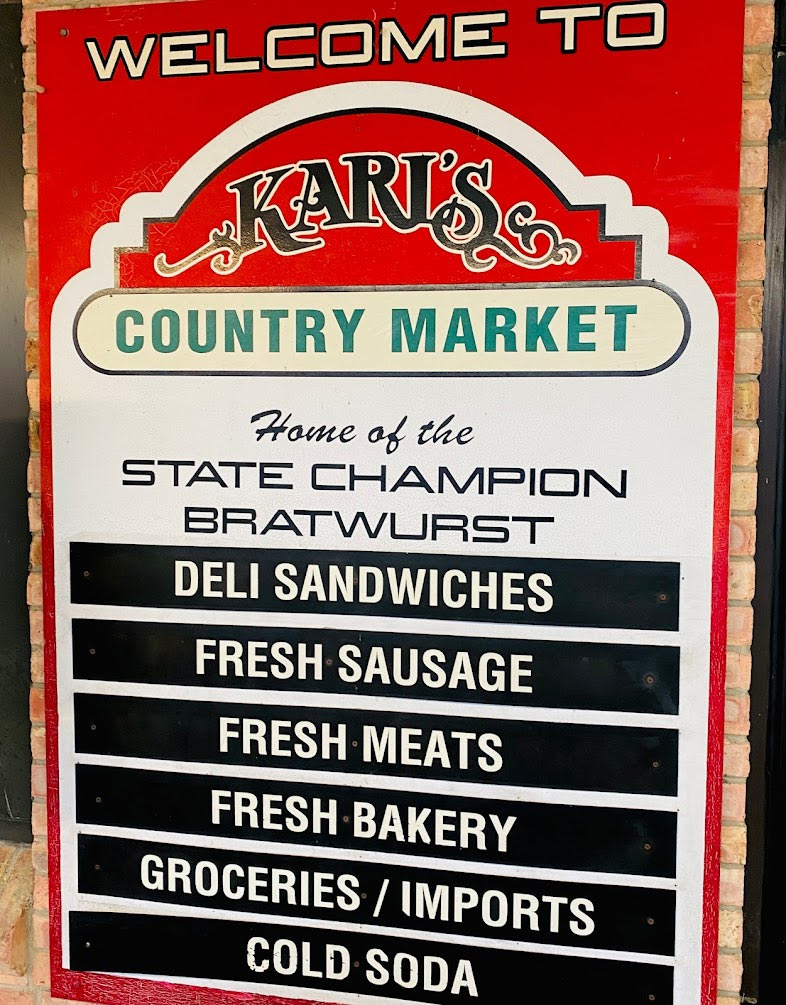 WELCOME TO
KARL'S
COUNTRY MARKET
Home of the
STATE CHAMPION
BRATWURST
DELI SANDWICHES
FRESH SAUSAGE
FRESH MEATS
FRESH BAKERY
GROCERIES / IMPORTS
COLD SODA